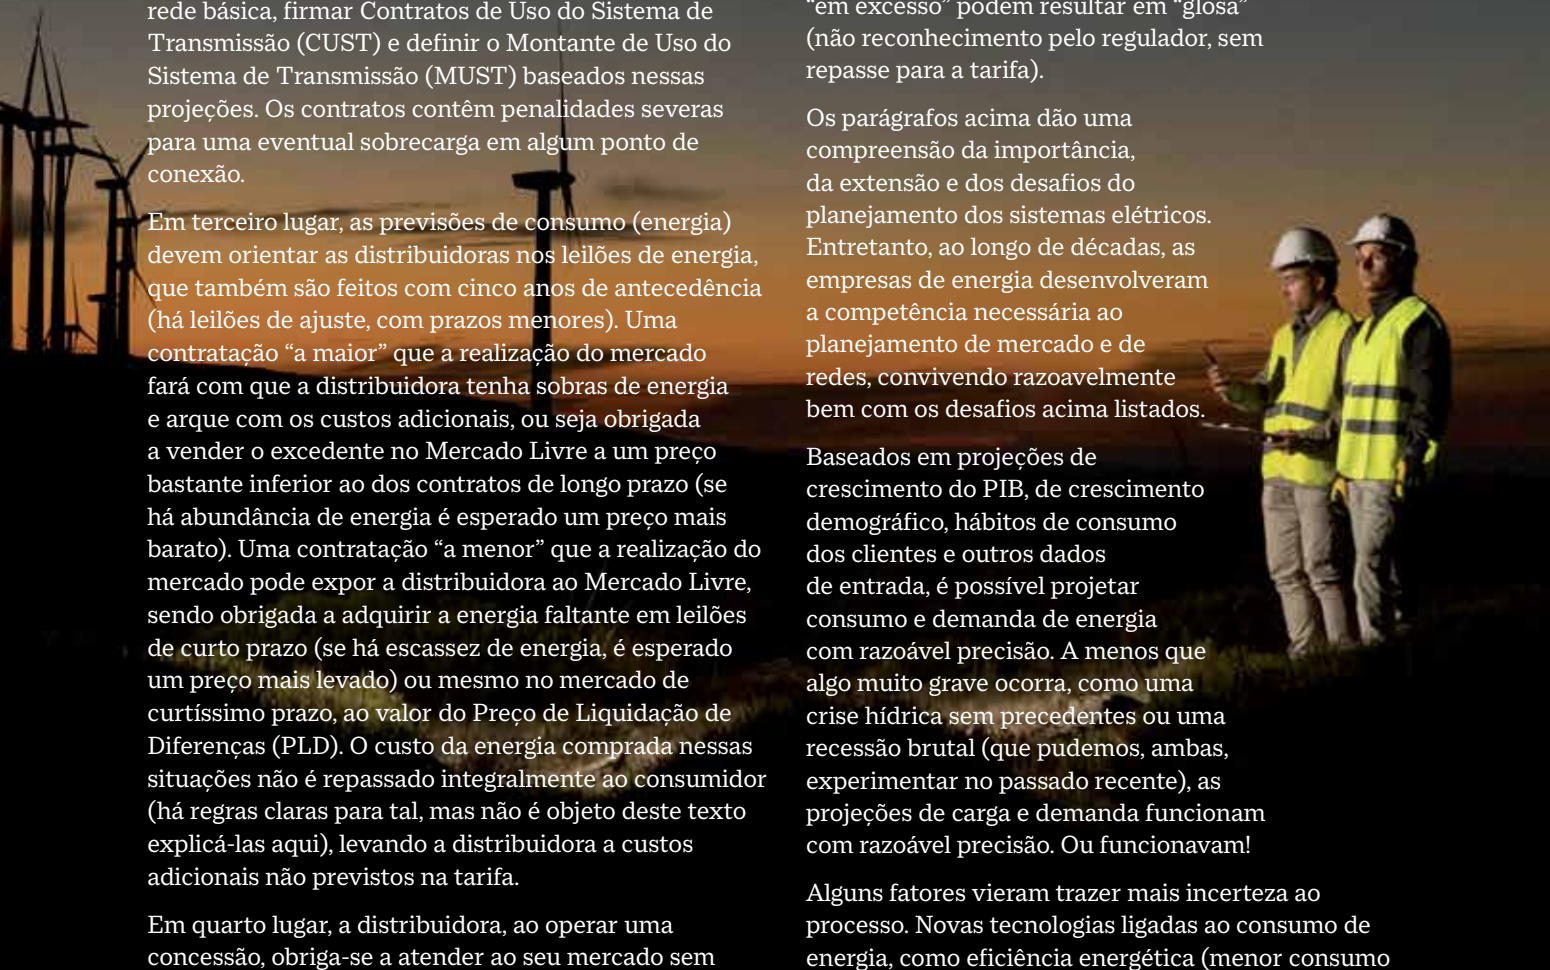 rede básica, firmar Contratos de Uso do Sistema de
Transmissão (CUST) e definir o Montante de Uso do
Sistema de Transmissão (MUST) baseados nessas
projeções. Os contratos contêm penalidades severas
para uma eventual sobrecarga em algum ponto de
conexão.
Em terceiro lugar, as previsões de consumo (energia)
devem orientar as distribuidoras nos leilões de energia,
que também são feitos com cinco anos de antecedência
(há leilões de ajuste, com prazos menores). Uma
contratação “a maior” que a realização do mercado
fará com que a distribuidora tenha sobras de energia
e arque com os custos adicionais, ou seja obrigada
a vender o excedente no Mercado Livre a um preço
bastante inferior ao dos contratos de longo prazo (se
há abundância de energia é esperado um preço mais
barato). Uma contratação “a menor” que a realização do
mercado pode expor a distribuidora ao Mercado Livre,
sendo obrigada a adquirir a energia faltante em leilões
de curto prazo (se há escassez de energia, é esperado
um preço mais levado) ou mesmo no mercado de
curtíssimo prazo, ao valor do Preço de Liquidação de
Diferenças (PLD). O custo da energia comprada nessas
situações não é repassado integralmente ao consumidor
(há regras claras para tal, mas não é objeto deste texto
explicá-las aqui), levando a distribuidora a custos
adicionais não previstos na tarifa.
Em quarto lugar, a distribuidora, ao operar uma
concessão, obriga-se a atender ao seu mercado sem
“em excesso” podem resultar em “glosa”
(não reconhecimento pelo regulador, sem
repasse para a tarifa).
Os parágrafos acima dão uma
compreensão da importância,
da extensão e dos desafios do
planejamento dos sistemas elétricos.
Entretanto, ao longo de décadas, as
empresas de energia desenvolveram
a competência necessária ao
planejamento de mercado e de
redes, convivendo razoavelmente
bem com os desafios acima listados.
Baseados em projeções de
crescimento do PIB, de crescimento
demográfico, hábitos de consumo
dos clientes e outros dados
de entrada, é possível projetar
consumo e demanda de energia
com razoável precisão. A menos que
algo muito grave ocorra, como uma
crise hídrica sem precedentes ou uma
recessão brutal (que pudemos, ambas,
experimentar no passado recente), as
projeções de carga e demanda funcionam
com razoável precisão. Ou funcionavam!
Alguns fatores vieram trazer mais incerteza ao
processo. Novas tecnologias ligadas ao consumo de
energia, como eficiência energética (menor consumo